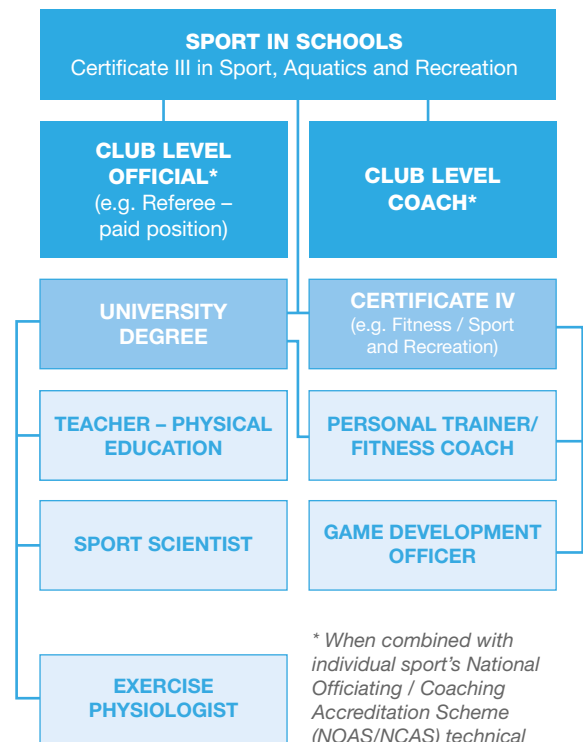 SPORT IN SCHOOLS
Certificate III in Sport, Aquatics and Recreation
CLUB LEVEL
OFFICIAL*
(e.g. Referee –
paid position)
CLUB LEVEL
COACH*
UNIVERSITY
DEGREE
CERTIFICATE IV
(e.g. Fitness / Sport
and Recreation)
TEACHER – PHYSICAL
EDUCATION
PERSONAL TRAINER/
FITNESS COACH
SPORT SCIENTIST
GAME DEVELOPMENT
OFFICER
EXERCISE
PHYSIOLOGIST
* When combined with
individual sport's National
Officiating / Coaching
Accreditation Scheme
(NOAS/NCAS) technical